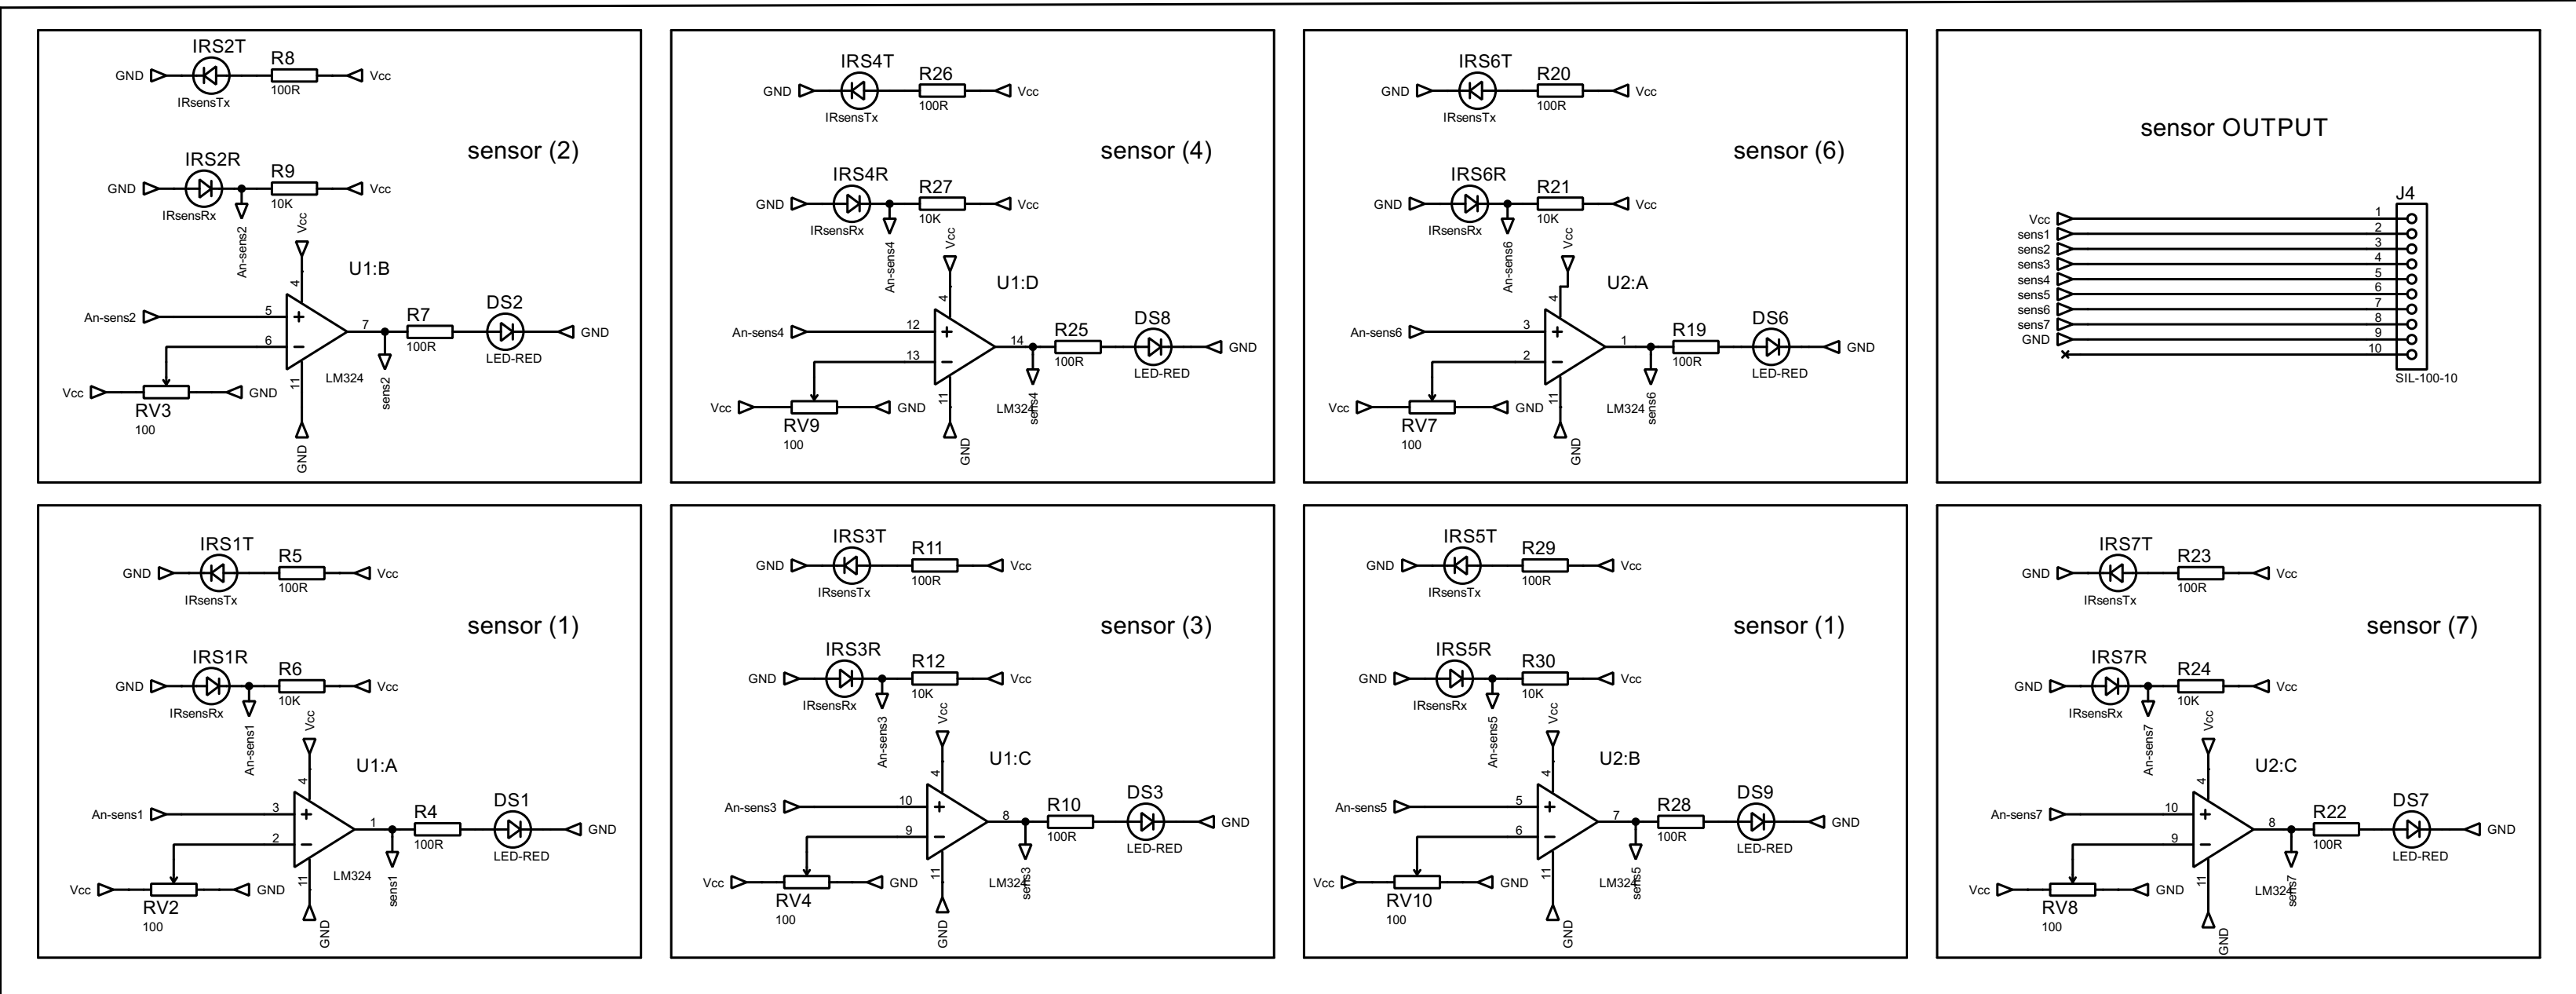 IRS2T
R8
GND
Vcc
100R
IRsensTx
sensor (2)
IRS2R
R9
GND
Vcc
10K
IRsensRx
An-sens2
Vcc
4
U1:B
An-sens2
5
6
7
11
LM324
R7
100R
DS2
LED-RED
GND
sens2
Vcc
GND
RV3
100
GND
IRS4T
R26
GND
Vcc
100R
IRsensTx
sensor (4)
IRS4R
R27
GND
Vcc
10K
IRsensRx
An-sens4
Vcc
4
U1:D
An-sens4
12
13
14
11
LM324
R25
100R
DS8
LED-RED
GND
sens4
Vcc
GND
RV9
100
GND
IRS6T
R20
GND
Vcc
100R
IRsensTx
sensor (6)
IRS6R
R21
GND
Vcc
10K
IRsensRx
An-sens6
Vcc
4
U2:A
An-sens6
3
2
1
11
LM324
R19
100R
DS6
LED-RED
GND
sens6
Vcc
GND
RV7
100
GND
sensor OUTPUT
J4
Vcc 1
sens1 2
sens2 3
sens3 4
sens4 5
sens5 6
sens6 7
sens7 8
GND 9
10
SIL-100-10
IRS1T
R5
GND
Vcc
100R
IRsensTx
sensor (1)
IRS1R
R6
GND
Vcc
10K
IRsensRx
An-sens1
Vcc
4
U1:A
An-sens1
3
2
1
11
LM324
R4
100R
DS1
LED-RED
GND
sens1
Vcc
GND
RV2
100
GND
IRS3T
R11
GND
Vcc
100R
IRsensTx
sensor (3)
IRS3R
R12
GND
Vcc
10K
IRsensRx
An-sens3
Vcc
4
U1:C
An-sens3
10
9
8
11
LM324
R10
100R
DS3
LED-RED
GND
sens3
Vcc
GND
RV4
100
GND
IRS5T
R29
GND
Vcc
100R
IRsensTx
sensor (1)
IRS5R
R30
GND
Vcc
10K
IRsensRx
An-sens5
Vcc
4
U2:B
An-sens5
5
6
7
11
LM324
R28
100R
DS9
LED-RED
GND
sens5
Vcc
GND
RV10
100
GND
IRS7T
R23
GND
Vcc
100R
IRsensTx
sensor (7)
IRS7R
R24
GND
Vcc
10K
IRsensRx
An-sens7
Vcc
4
U2:C
An-sens7
10
9
8
11
LM324
R22
100R
DS7
LED-RED
GND
sens7
Vcc
GND
RV8
100
GND